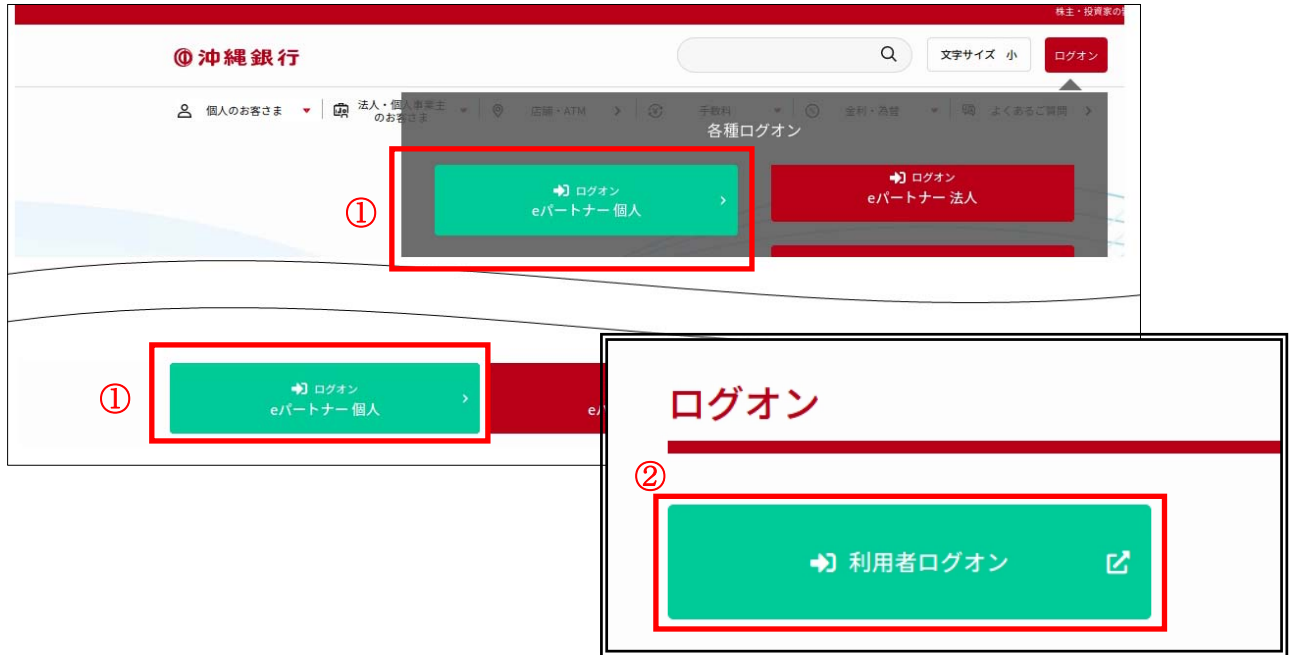 株主・投資家の
沖縄銀行
文字サイズ 小
ログオン
個人のお客さま
法人・個人事業主
のお客さま
店舗・ATM
手数料
金利・為替
よくあるご質問
各種ログオン
①
ログオン
eパートナー 個人
ログオン
eパートナー 法人
①
ログオン
eパートナー 個人
eパ
ログオン
②
利用者ログオン